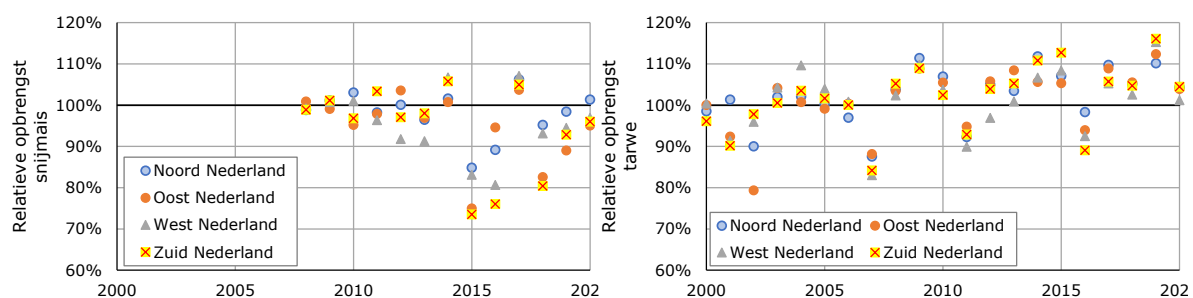 Relatieve opbrengst
snijmais
120%
110%
100%
90%
80%
70%
60%
Noord Nederland
Oost Nederland
West Nederland
Zuid Nederland
2000
2005
2010
2015
202
Relatieve opbrengst
tarwe
120%
110%
100%
90%
80%
70%
60%
Noord Nederland
Oost Nederland
West Nederland
Zuid Nederland
2000
2005
2010
2015
202